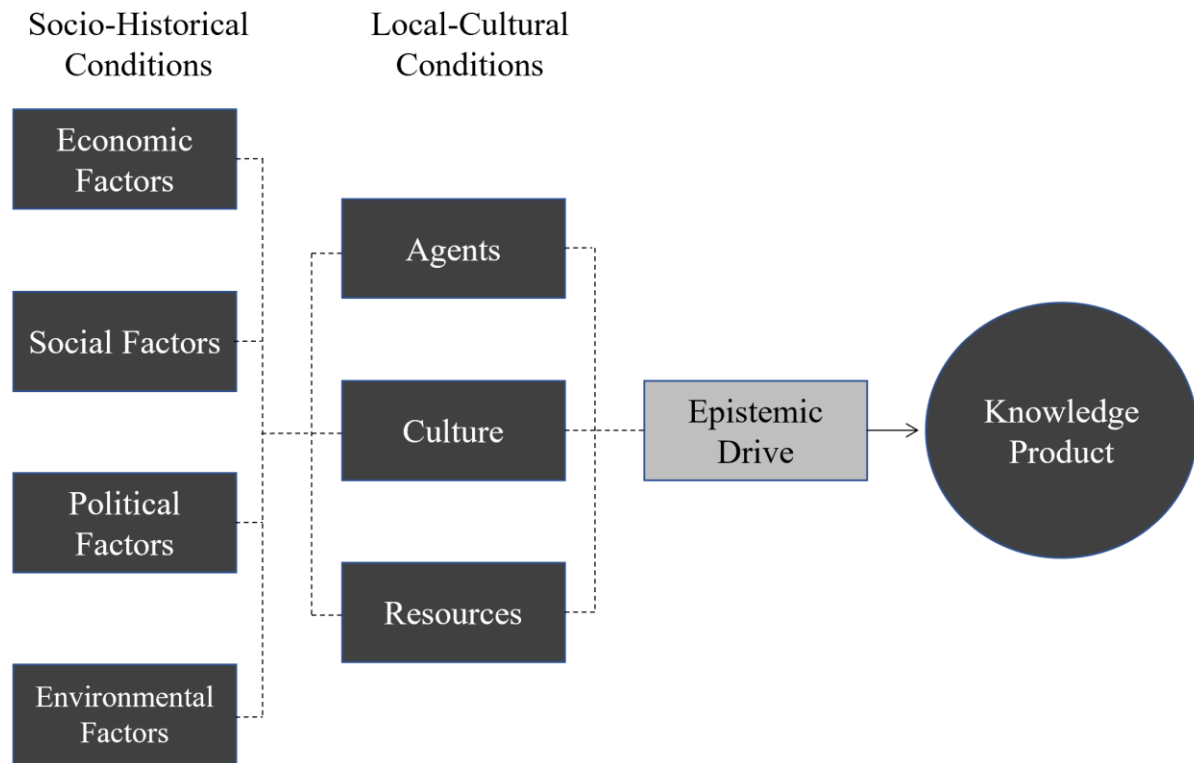 Socio-Historical
Conditions
Local-Cultural
Conditions
Economic
Factors
Social Factors
Political
Factors
Environmental
Factors
Agents
Culture
Resources
Epistemic
Drive
Knowledge
Product